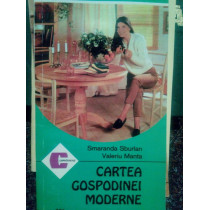 Smaranda Sburlan
Valeriu Manta
CARTEA
GOSPODINEI
MODERNE